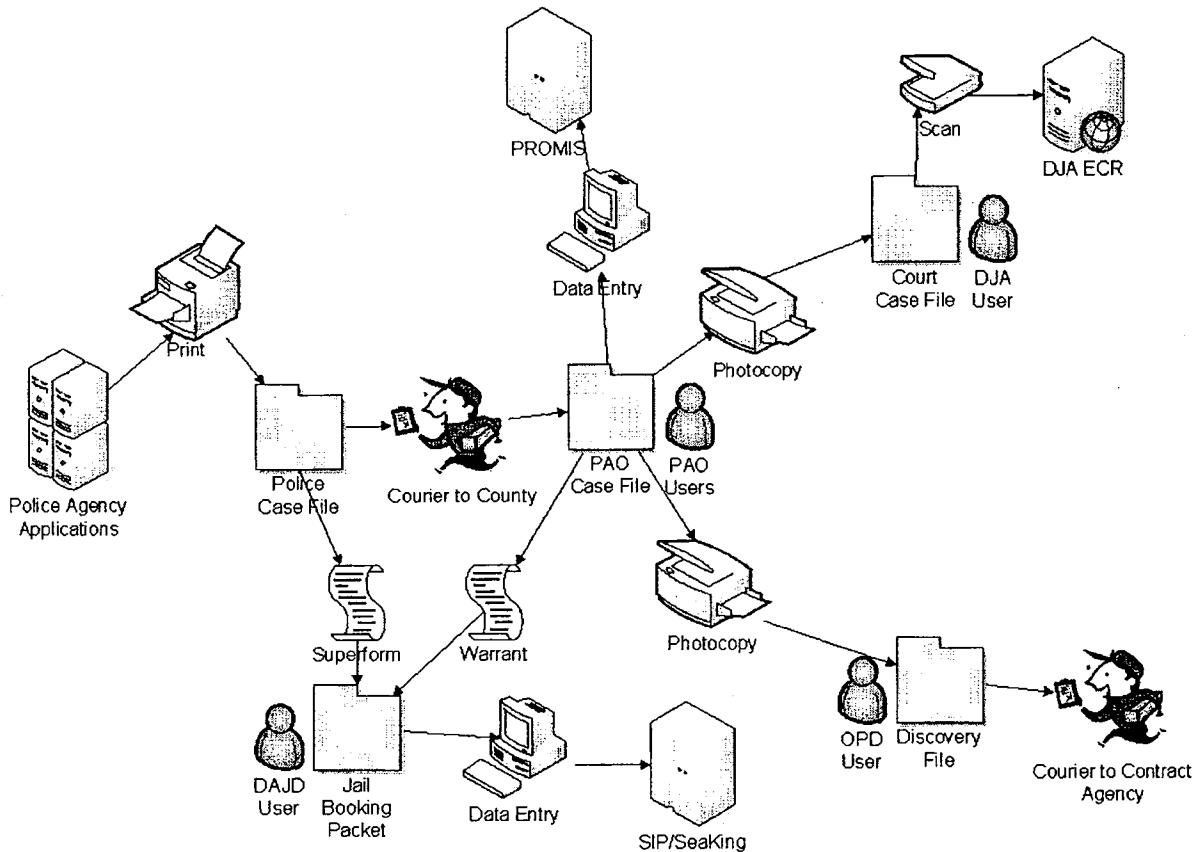 PROMIS
Scan
DJA ECR
Print
Data Entry
Court
Case File
DJA
User
Photocopy
Police Agency
Applications
Police
Case File
Courier to County
PAO
Case File
PAO
Users
Superform
Warrant
Photocopy
DAJD
User
Jail
Booking
Packet
Data Entry
SIP/SeaKing
OPD
User
Discovery
File
Courier to Contract
Agency